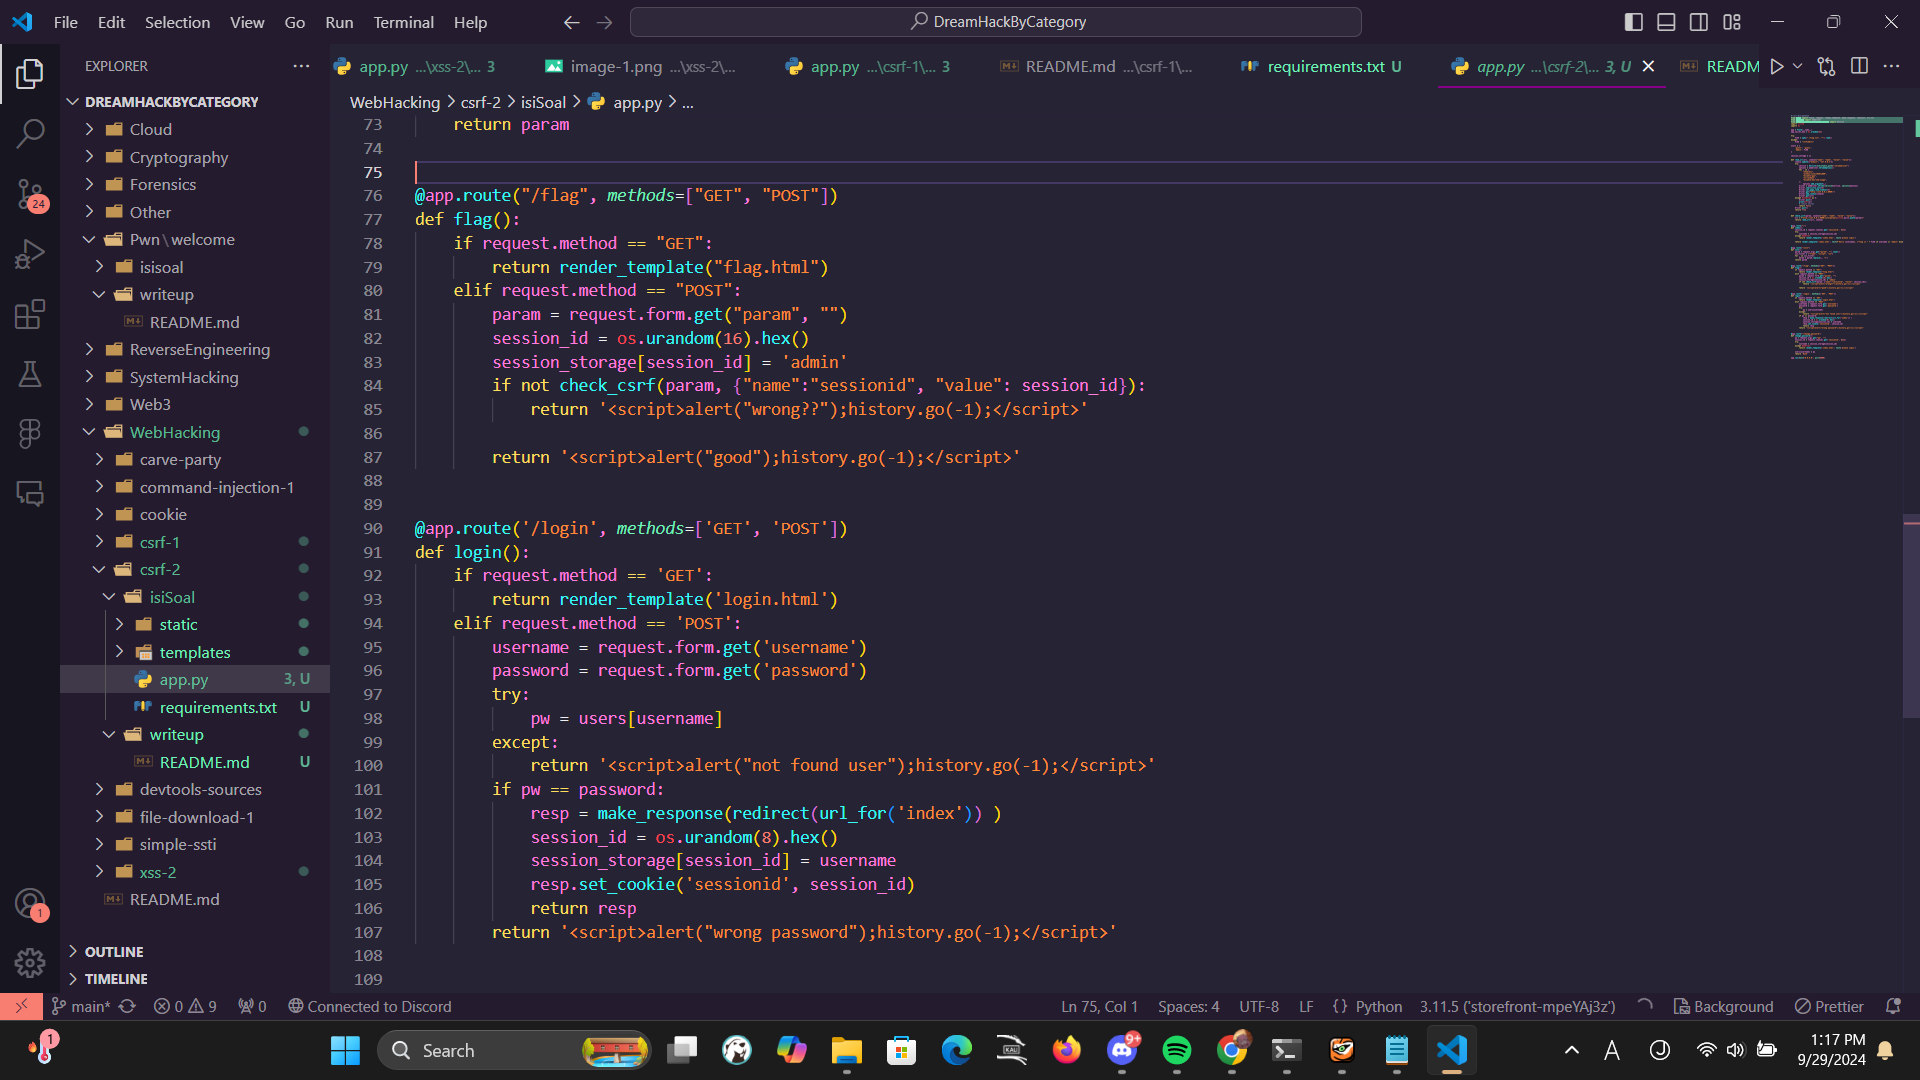 File Edit Selection View Go Run Terminal Help
DreamHackByCategory
EXPLORER
app.py ...\xss-2\... 3
image-1.png ...\xss-2\...
app.py ...\csrf-1\... 3
README.md ...\csrf-1\...
requirements.txt U
app.py ...\csrf-2\... 3, U
READM
WebHacking > csrf-2 > isiSoal > app.py > ...
DREAMHACKBYCATEGORY
Cloud
Cryptography
Forensics
Other
Pwn\welcome
isisoal
writeup
README.md
ReverseEngineering
SystemHacking
Web3
WebHacking
carve-party
command-injection-1
cookie
csrf-1
csrf-2
isiSoal
static
templates
app.py 3, U
requirements.txt U
writeup
README.md U
devtools-sources
file-download-1
simple-ssti
xss-2
README.md
OUTLINE
TIMELINE
24
1
73     return param
74
75
76 @app.route("/flag", methods=["GET", "POST"])
77 def flag():
78     if request.method == "GET":
79         return render_template("flag.html")
80     elif request.method == "POST":
81         param = request.form.get("param", "")
82         session_id = os.urandom(16).hex()
83         session_storage[session_id] = 'admin'
84         if not check_csrf(param, {"name":"sessionid", "value": session_id}):
85             return '<script>alert("wrong??");history.go(-1);</script>'
86
87         return '<script>alert("good");history.go(-1);</script>'
88
89
90 @app.route('/login', methods=['GET', 'POST'])
91 def login():
92     if request.method == 'GET':
93         return render_template('login.html')
94     elif request.method == 'POST':
95         username = request.form.get('username')
96         password = request.form.get('password')
97         try:
98             pw = users[username]
99         except:
100             return '<script>alert("not found user");history.go(-1);</script>'
101         if pw == password:
102             resp = make_response(redirect(url_for('index')) )
103             session_id = os.urandom(8).hex()
104             session_storage[session_id] = username
105             resp.set_cookie('sessionid', session_id)
106             return resp
107         return '<script>alert("wrong password");history.go(-1);</script>'
108
109
main* 0 9 0 Connected to Discord
Ln 75, Col 1 Spaces: 4 UTF-8 LF {} Python 3.11.5 ('storefront-mpeYAj3z') Background Prettier
1
Search
9+
1:17 PM
9/29/2024